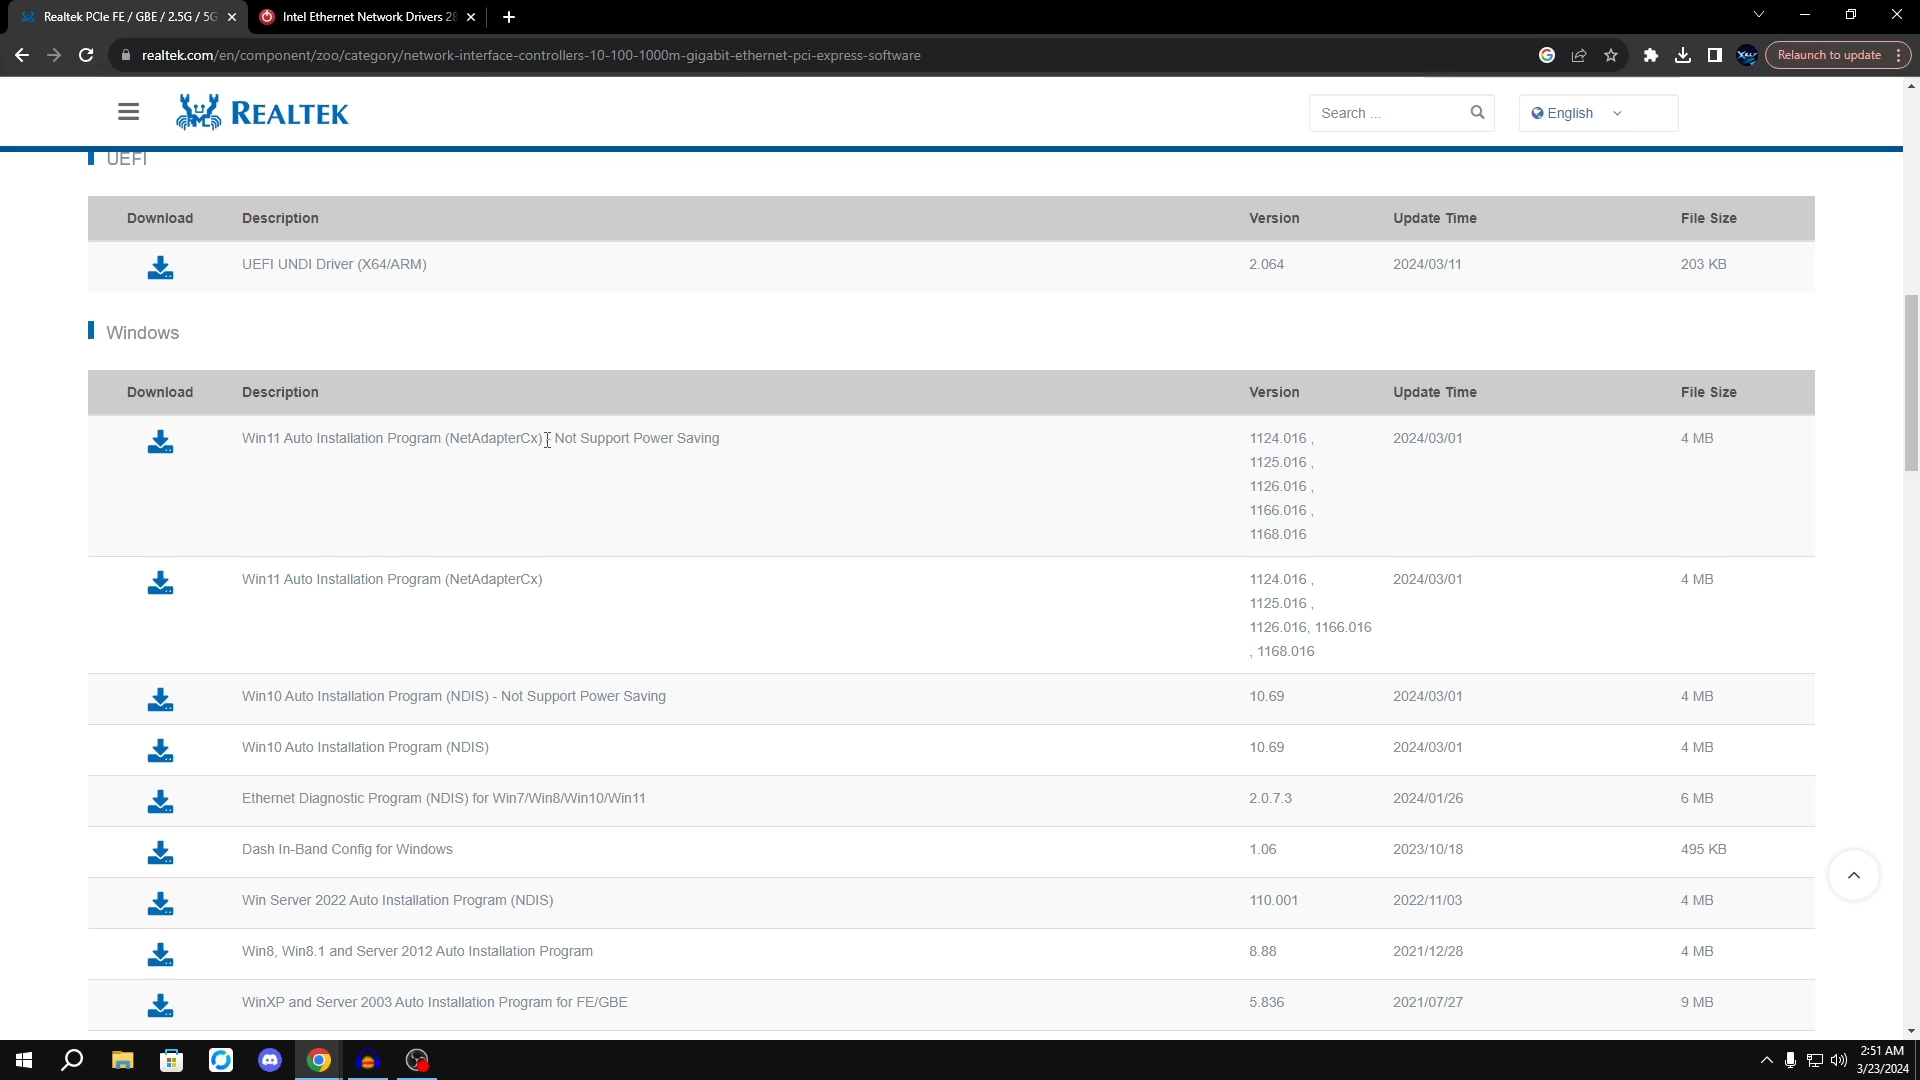 Realtek PCIe FE / GBE / 2.5G / 5G
Intel Ethernet Network Drivers 28
realtek.com/en/component/zoo/category/network-interface-controllers-10-100-1000m-gigabit-ethernet-pci-express-software
Relaunch to update
REALTEK
Search ...
English
UEFI
Download Description Version Update Time File Size
UEFI UNDI Driver (X64/ARM) 2.064 2024/03/11 203 KB
Windows
Download Description Version Update Time File Size
Win11 Auto Installation Program (NetAdapterCx) - Not Support Power Saving 1124.016 , 2024/03/01 4 MB
1125.016 ,
1126.016 ,
1166.016 ,
1168.016
Win11 Auto Installation Program (NetAdapterCx) 1124.016 , 2024/03/01 4 MB
1125.016 ,
1126.016, 1166.016
, 1168.016
Win10 Auto Installation Program (NDIS) - Not Support Power Saving 10.69 2024/03/01 4 MB
Win10 Auto Installation Program (NDIS) 10.69 2024/03/01 4 MB
Ethernet Diagnostic Program (NDIS) for Win7/Win8/Win10/Win11 2.0.7.3 2024/01/26 6 MB
Dash In-Band Config for Windows 1.06 2023/10/18 495 KB
Win Server 2022 Auto Installation Program (NDIS) 110.001 2022/11/03 4 MB
Win8, Win8.1 and Server 2012 Auto Installation Program 8.88 2021/12/28 4 MB
WinXP and Server 2003 Auto Installation Program for FE/GBE 5.836 2021/07/27 9 MB
2:51 AM
3/23/2024